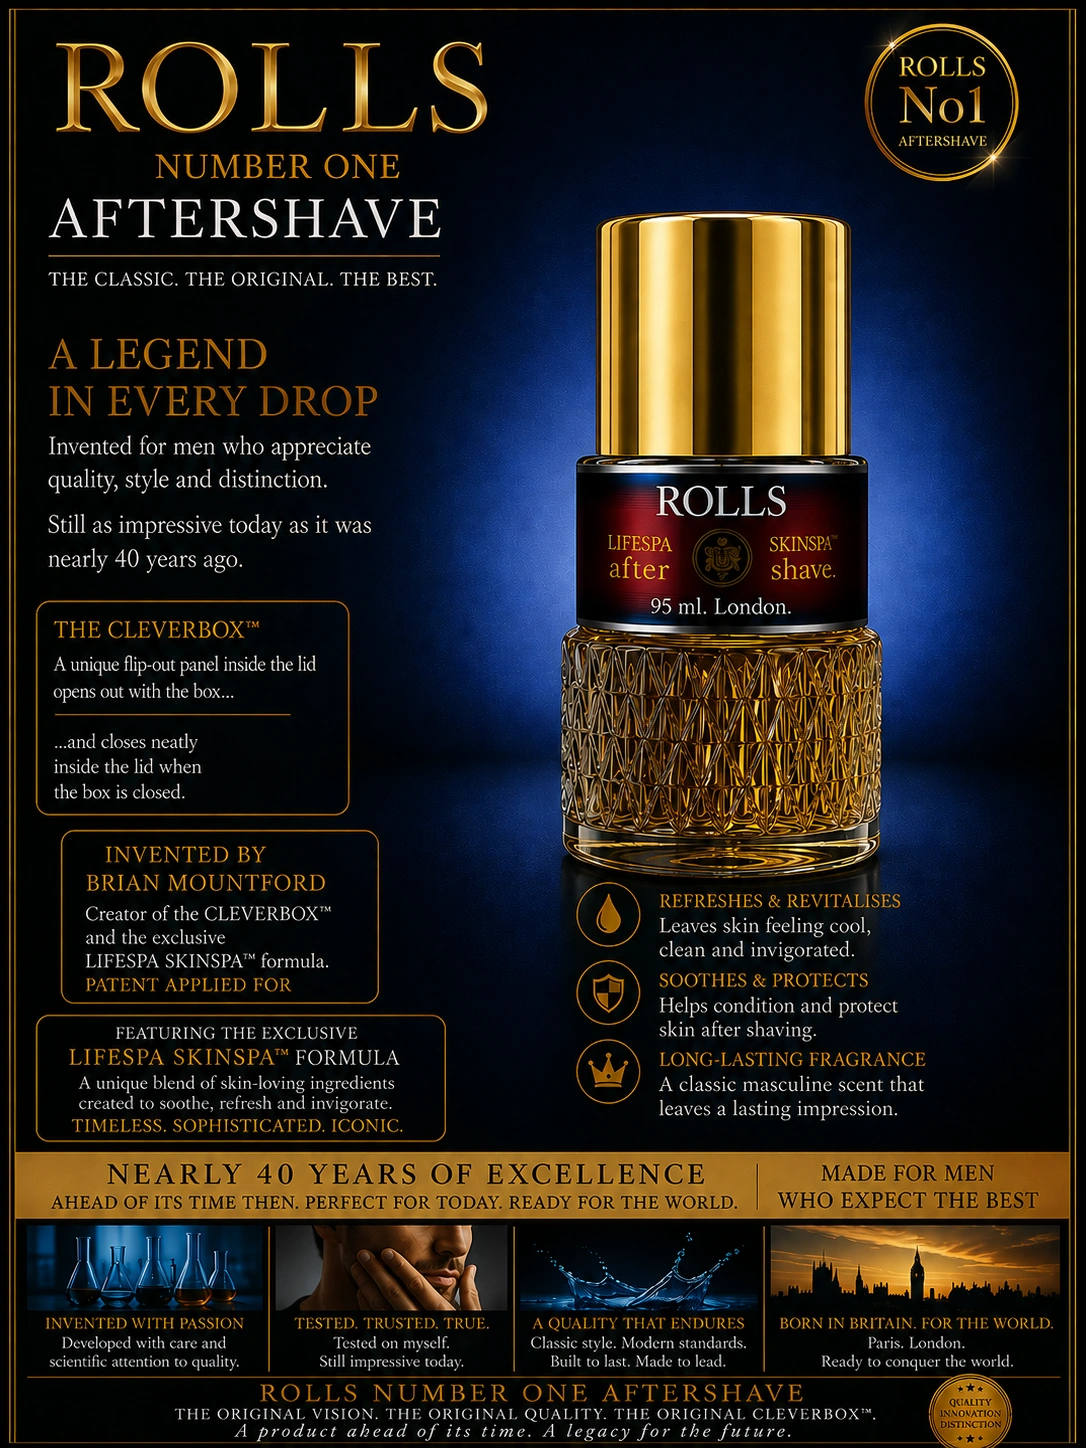 ROLLS
NUMBER ONE
AFTERSHAVE
THE CLASSIC. THE ORIGINAL. THE BEST.
ROLLS
No1
AFTERSHAVE
A LEGEND
IN EVERY DROP
Invented for men who appreciate
quality, style and distinction.
Still as impressive today as it was
nearly 40 years ago.
ROLLS
LIFESPA
after
SKINSPA™
shave.
95 ml. London.
THE CLEVERBOX™
A unique flip-out panel inside the lid
opens out with the box...
...and closes neatly
inside the lid when
the box is closed.
INVENTED BY
BRIAN MOUNTFORD
Creator of the CLEVERBOX™
and the exclusive
LIFESPA SKINSPA™ formula.
PATENT APPLIED FOR
FEATURING THE EXCLUSIVE
LIFESPA SKINSPA™ FORMULA
A unique blend of skin-loving ingredients
created to soothe, refresh and invigorate.
TIMELESS. SOPHISTICATED. ICONIC.
REFRESHES & REVITALISES
Leaves skin feeling cool,
clean and invigorated.
SOOTHES & PROTECTS
Helps condition and protect
skin after shaving.
LONG-LASTING FRAGRANCE
A classic masculine scent that
leaves a lasting impression.
NEARLY 40 YEARS OF EXCELLENCE
AHEAD OF ITS TIME THEN. PERFECT FOR TODAY. READY FOR THE WORLD.
MADE FOR MEN
WHO EXPECT THE BEST
INVENTED WITH PASSION
Developed with care and
scientific attention to quality.
TESTED. TRUSTED. TRUE.
Tested on myself.
Still impressive today.
A QUALITY THAT ENDURES
Classic style. Modern standards.
Built to last. Made to lead.
BORN IN BRITAIN. FOR THE WORLD.
Paris. London.
Ready to conquer the world.
ROLLS NUMBER ONE AFTERSHAVE
THE ORIGINAL VISION. THE ORIGINAL QUALITY. THE ORIGINAL CLEVERBOX™.
A product ahead of its time. A legacy for the future.
QUALITY
INNOVATION
DISTINCTION